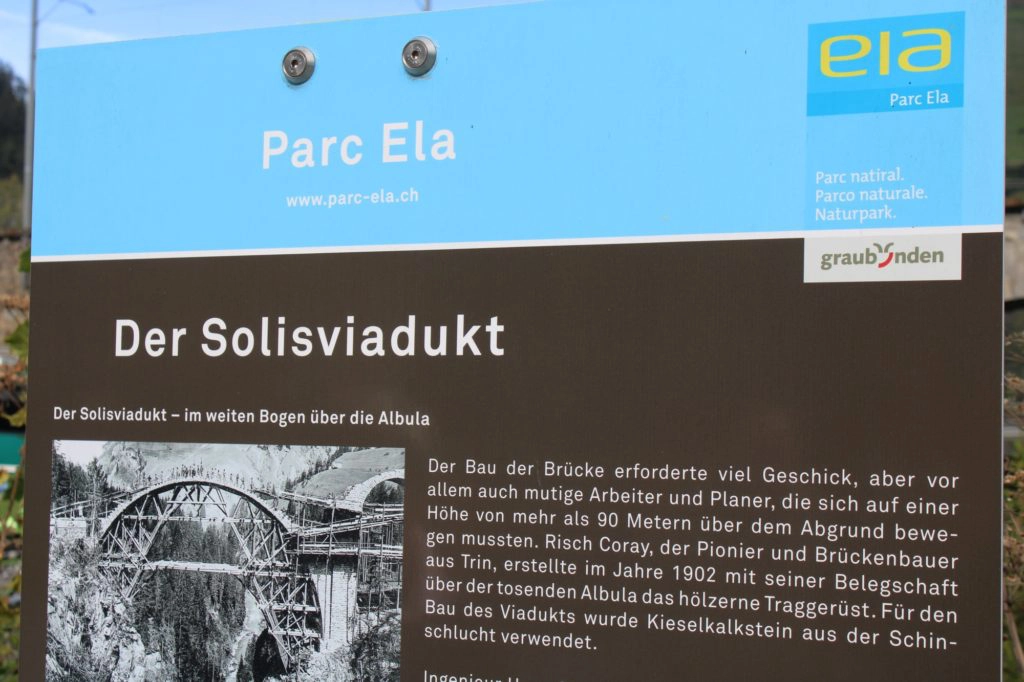 ela
Parc Ela
Parc Ela
www.parc-ela.ch
Parc natiral.
Parco naturale.
Naturpark.
graubünden
Der Solisviadukt
Der Solisviadukt – im weiten Bogen über die Albula
Der Bau der Brücke erforderte viel Geschick, aber vor
allem auch mutige Arbeiter und Planer, die sich auf einer
Höhe von mehr als 90 Metern über dem Abgrund bewe-
gen mussten. Risch Coray, der Pionier und Brückenbauer
aus Trin, erstellte im Jahre 1902 mit seiner Belegschaft
über der tosenden Albula das hölzerne Traggerüst. Für den
Bau des Viadukts wurde Kieselkalkstein aus der Schin-
schlucht verwendet.